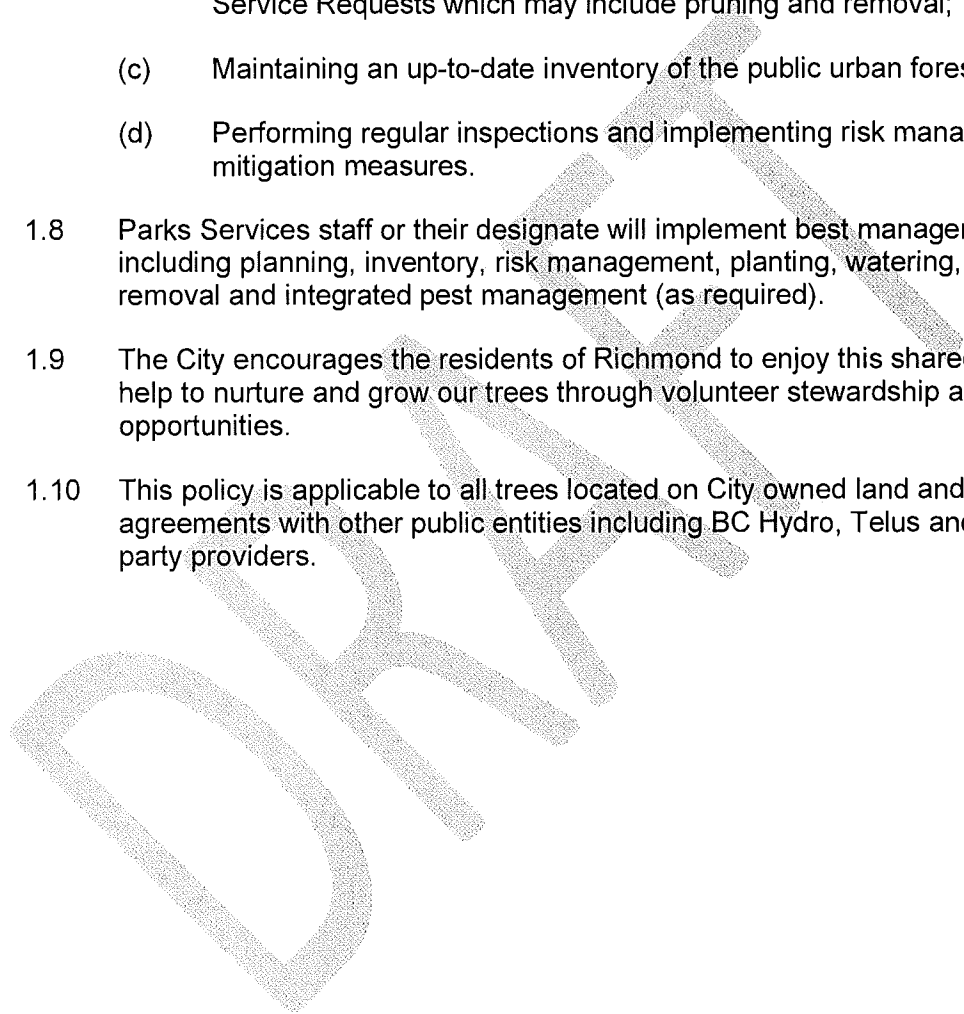 Service Requests which may include pruning and removal;
(c) Maintaining an up-to-date inventory of the public urban
(d) Performing regular inspections and implementing risk
mitigation measures.
1.8 Parks Services staff or their designate will implement best
including planning, inventory, risk management, planting, watering,
removal and integrated pest management (as required).
1.9 The City encourages the residents of Richmond to enjoy this
help to nurture and grow our trees through volunteer stewardship
opportunities.
1.10 This policy is applicable to all trees located on City owned land and
agreements with other public entities including BC Hydro, Telus
party providers.
DRAFT